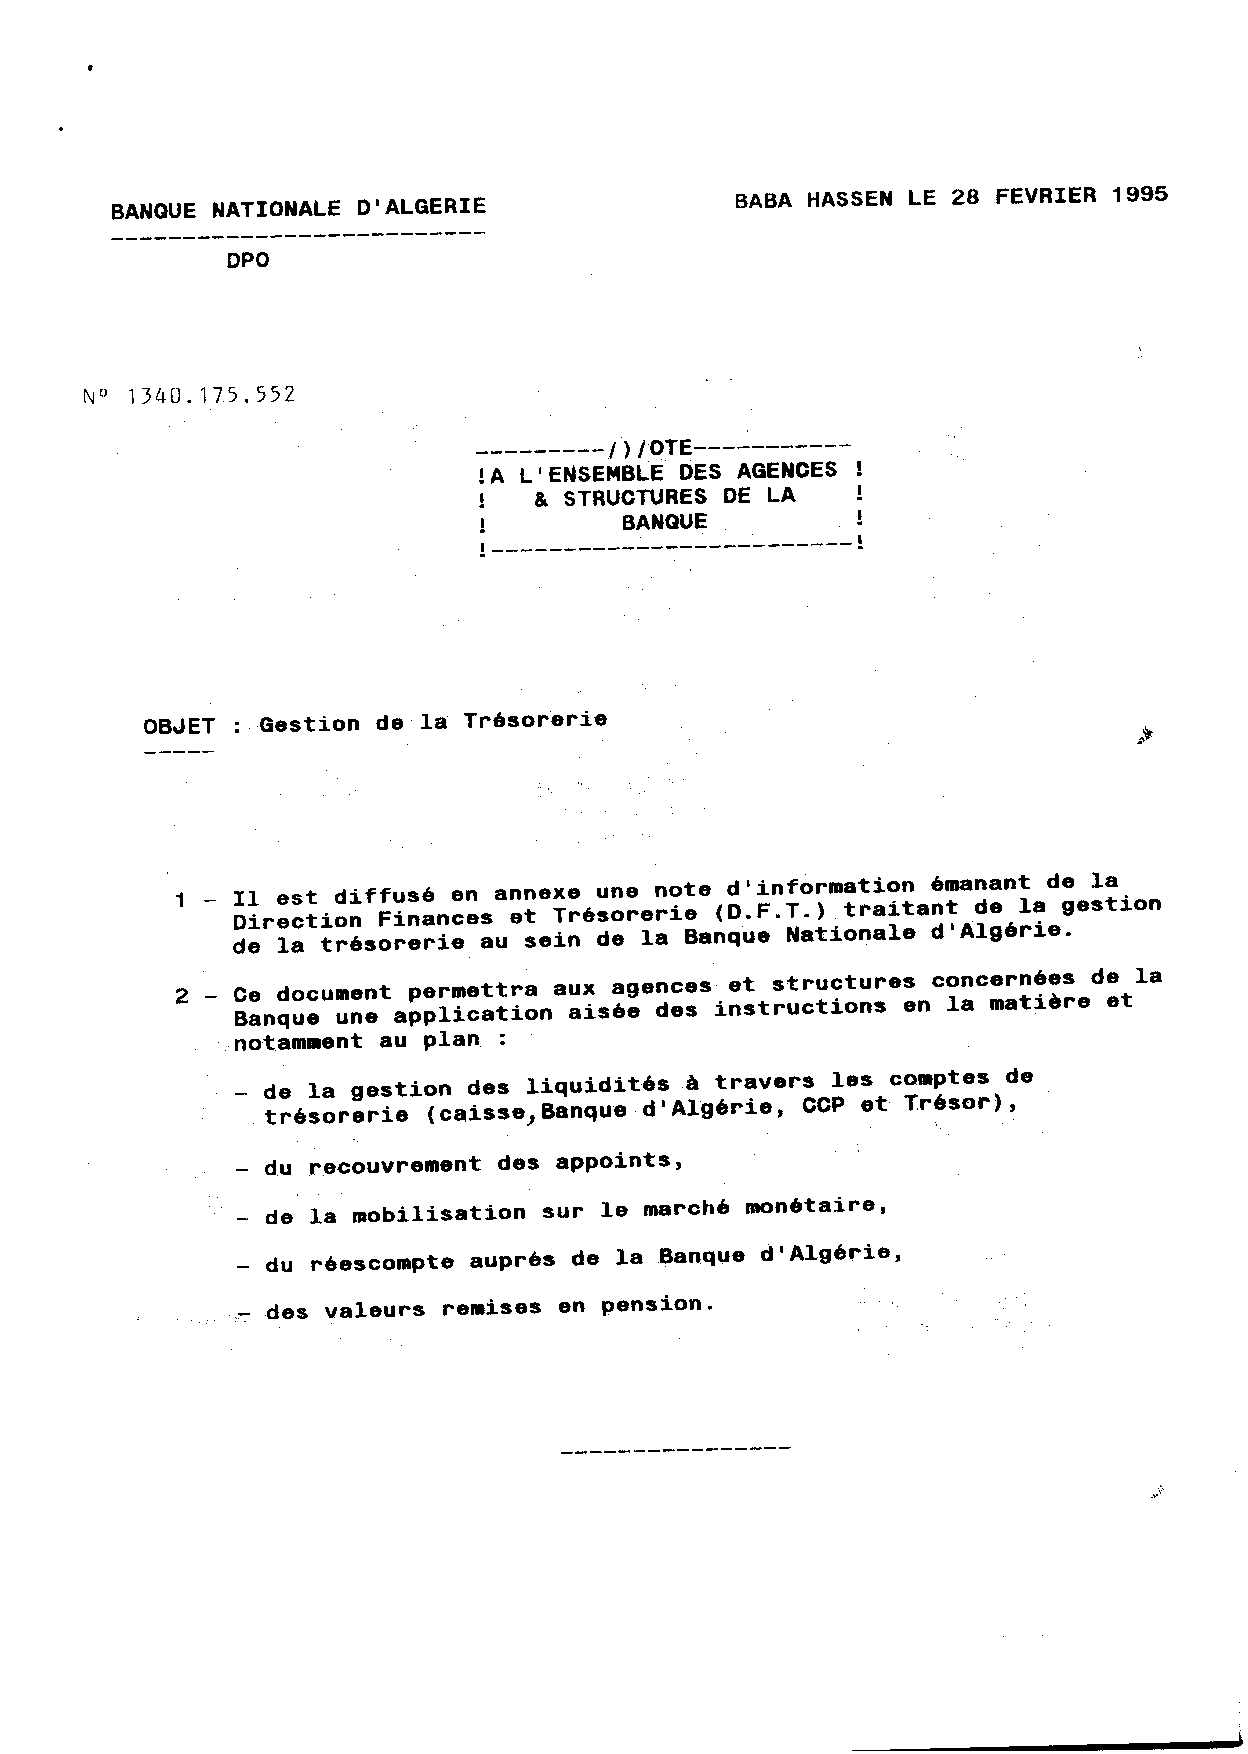 BANQUE NATIONALE D'ALGERIE
BABA HASSEN LE 28 FEVRIER 1995
--------------------------
DPO
N° 1340.175.552
---------/)/OTE-----------
!A L'ENSEMBLE DES AGENCES !
! & STRUCTURES DE LA !
! BANQUE !
!-------------------------!
OBJET : Gestion de la Trésorerie
-----
1 - Il est diffusé en annexe une note d'information émanant de la
Direction Finances et Trésorerie (D.F.T.) traitant de la gestion
de la trésorerie au sein de la Banque Nationale d'Algérie.
2 - Ce document permettra aux agences et structures concernées de la
Banque une application aisée des instructions en la matière et
notamment au plan :
- de la gestion des liquidités à travers les comptes de
trésorerie (caisse,Banque d'Algérie, CCP et Trésor),
- du recouvrement des appoints,
- de la mobilisation sur le marché monétaire,
- du réescompte auprés de la Banque d'Algérie,
- des valeurs remises en pension.
----------------